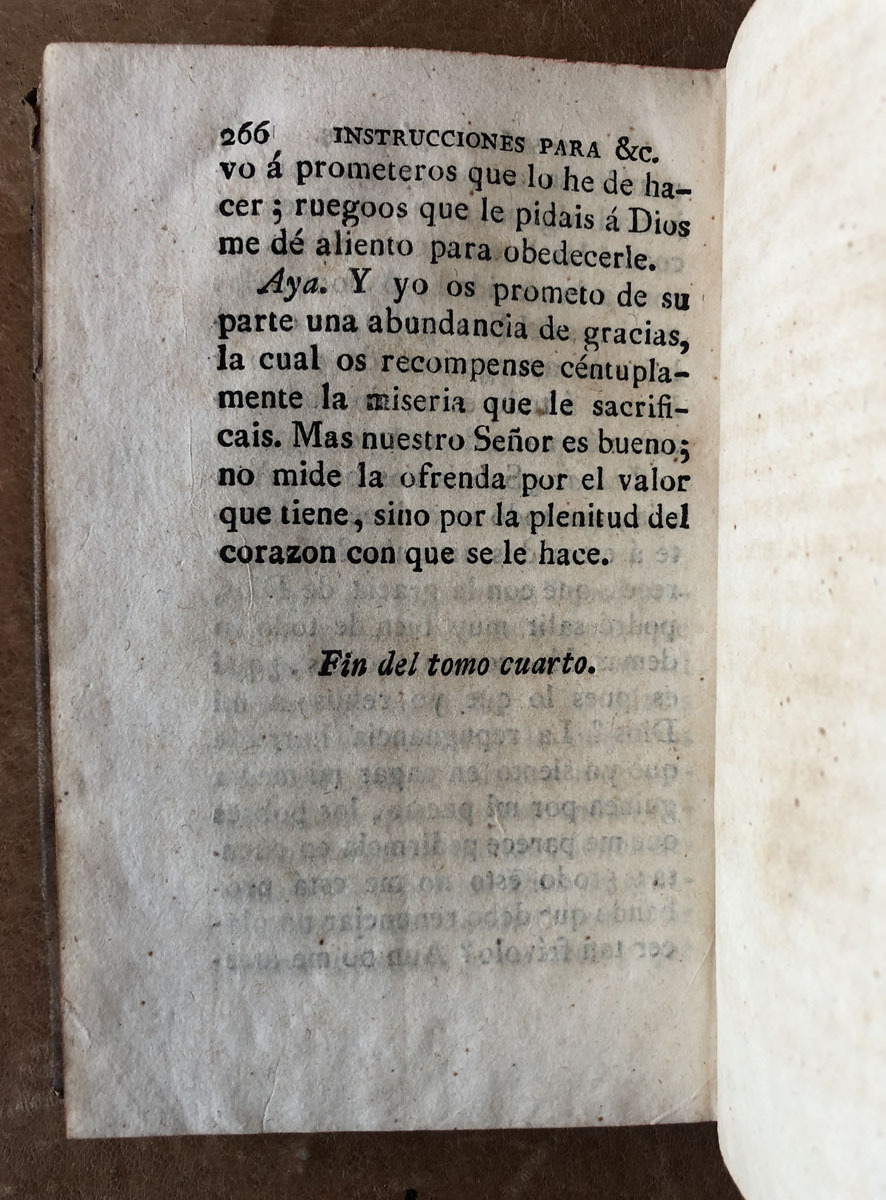 266 INSTRUCCIONES PARA &c.
vo á prometeros que lo he de ha-
cer ; ruegoos que le pidais á Dios
me dé aliento para obedecerle.
Aya. Y yo os prometo de su
parte una abundancia de gracias,
la cual os recompense céntupla-
mente la miseria que le sacrifi-
cais. Mas nuestro Señor es bueno;
no mide la ofrenda por el valor
que tiene, sino por la plenitud del
corazon con que se le hace.
Fin del tomo cuarto.